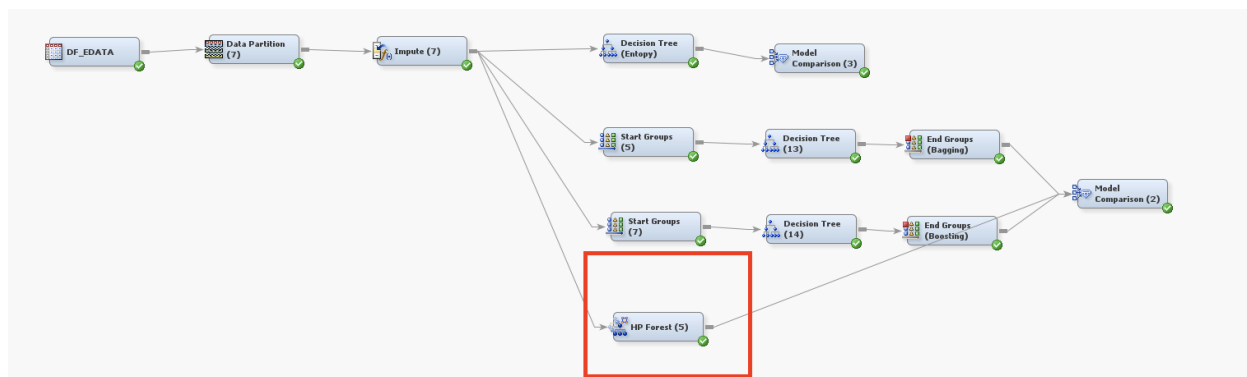 DF_EDATA
Data Partition
(7)
Impute (7)
Decision Tree
(Entopy)
Model
Comparison (3)
Start Groups
(5)
Decision Tree
(13)
End Groups
(Bagging)
Model
Comparison (2)
Start Groups
(7)
Decision Tree
(14)
End Groups
(Boosting)
HP Forest (5)